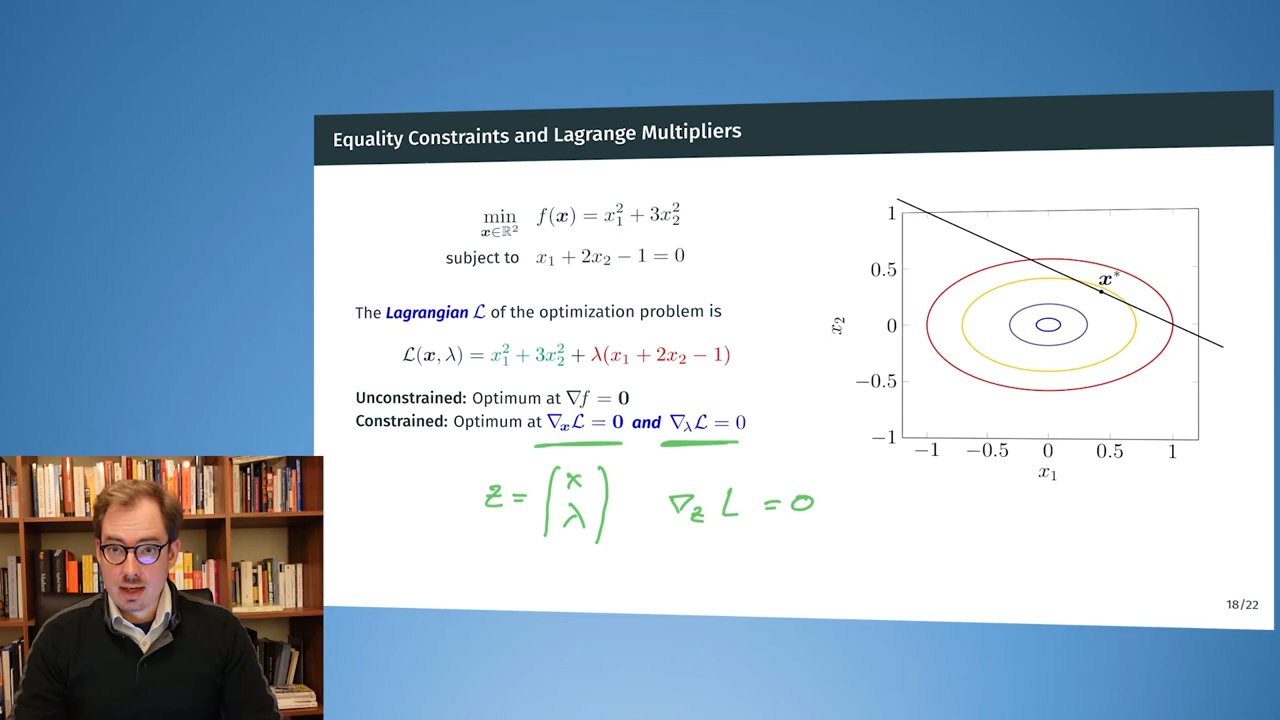 Equality Constraints and Lagrange Multipliers
min f(x) = x₁² + 3x₂²
x∈ℝ²
subject to x₁ + 2x₂ − 1 = 0
The Lagrangian ℒ of the optimization problem is
ℒ(x, λ) = x₁² + 3x₂² + λ(x₁ + 2x₂ − 1)
Unconstrained: Optimum at ∇f = 0
Constrained: Optimum at ∇ₓℒ = 0 and ∇_λℒ = 0
z = (x λ) ∇_z L = 0
1
0.5
0
−0.5
−1
x₂
x*
−1 −0.5 0 0.5 1
x₁
18/22